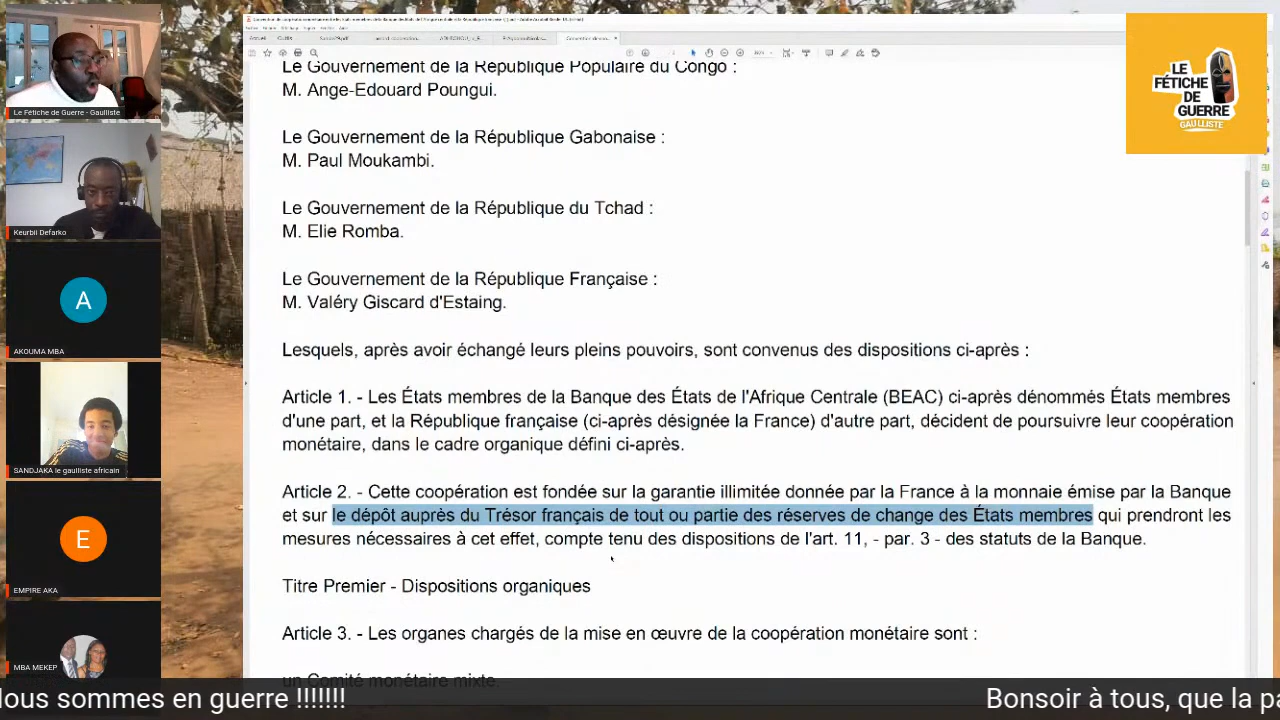 Le Fétiche de Guerre - Gaulliste
Keurbil Defarko
A
AKOUMA MBA
SANDJAKA le gaulliste africain
E
EMPIRE AKA
MBA MEKEP
LE
FÉTICHE
DE
GUERRE
GAULLISTE
Le Gouvernement de la République Populaire du Congo :
M. Ange-Edouard Poungui.
Le Gouvernement de la République Gabonaise :
M. Paul Moukambi.
Le Gouvernement de la République du Tchad :
M. Elie Romba.
Le Gouvernement de la République Française :
M. Valéry Giscard d'Estaing.
Lesquels, après avoir échangé leurs pleins pouvoirs, sont convenus des dispositions ci-après :
Article 1. - Les États membres de la Banque des États de l'Afrique Centrale (BEAC) ci-après dénommés États membres
d'une part, et la République française (ci-après désignée la France) d'autre part, décident de poursuivre leur coopération
monétaire, dans le cadre organique défini ci-après.
Article 2. - Cette coopération est fondée sur la garantie illimitée donnée par la France à la monnaie émise par la Banque
et sur le dépôt auprès du Trésor français de tout ou partie des réserves de change des États membres qui prendront les
mesures nécessaires à cet effet, compte tenu des dispositions de l'art. 11, - par. 3 - des statuts de la Banque.
Titre Premier - Dispositions organiques
Article 3. - Les organes chargés de la mise en œuvre de la coopération monétaire sont :
un Comité monétaire mixte.
Nous sommes en guerre !!!!!!! Bonsoir à tous, que la pa